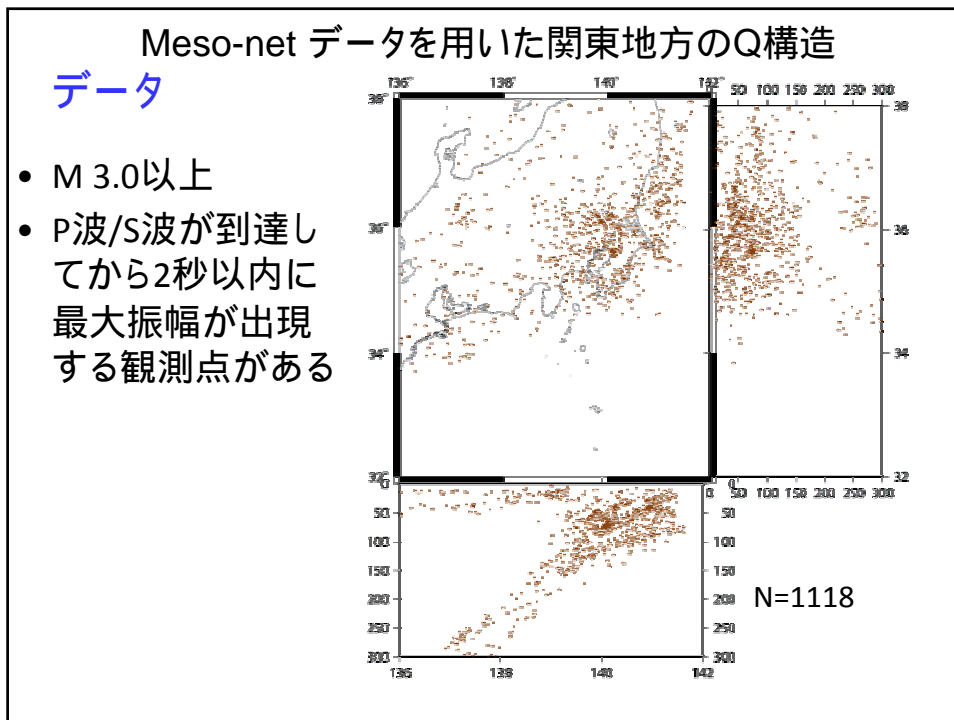 Meso-net データを用いた関東地方のQ構造
データ
• M 3.0以上
• P波/S波が到達し
てから2秒以内に
最大振幅が出現
する観測点がある
136° 138° 140° 142°
50 100 150 200 250 300
38° 38
36° 36
34° 34
32° 32
0 50 100 150 200 250 300
0 0
50 50
100 100
150 150
200 200
250 250
300 300
136 138 140 142
N=1118